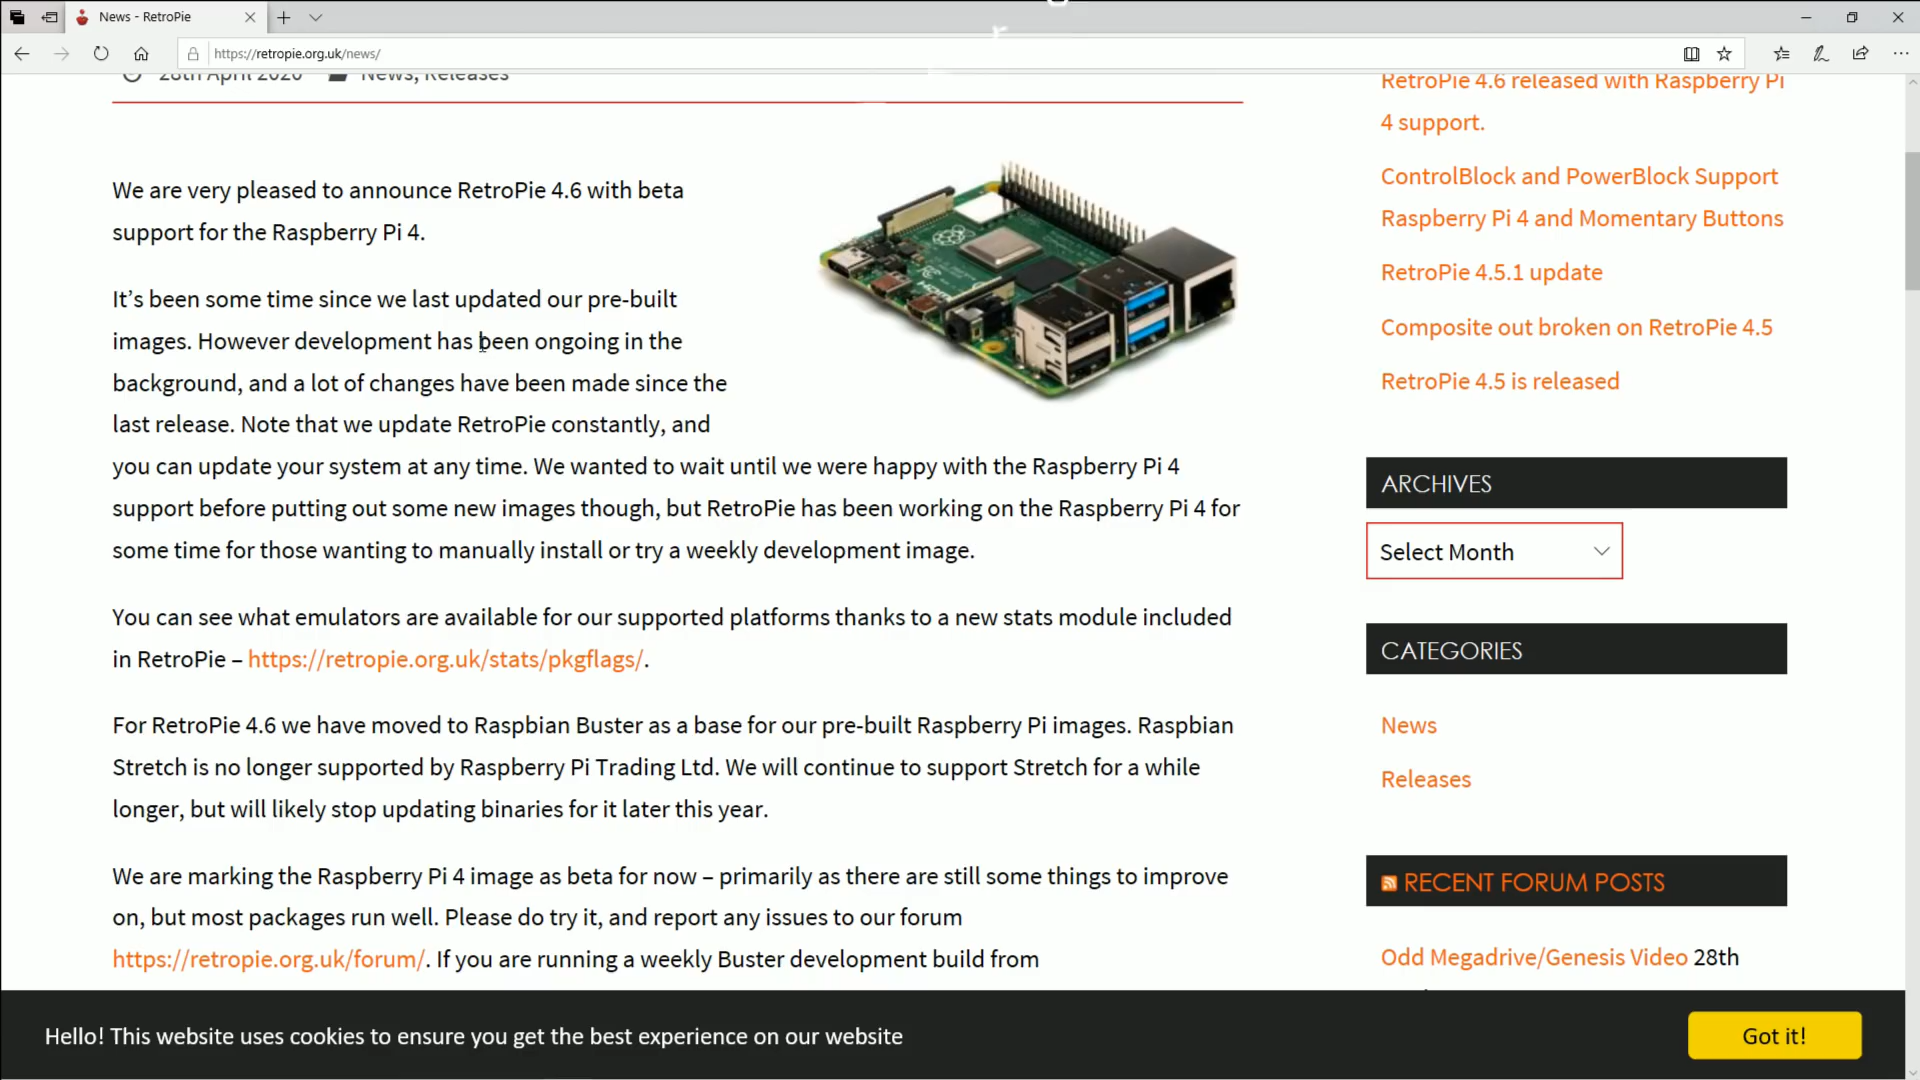 News - RetroPie
https://retropie.org.uk/news/
28th April 2020 News, Releases
We are very pleased to announce RetroPie 4.6 with beta
support for the Raspberry Pi 4.
It’s been some time since we last updated our pre-built
images. However development has been ongoing in the
background, and a lot of changes have been made since the
last release. Note that we update RetroPie constantly, and
you can update your system at any time. We wanted to wait until we were happy with the Raspberry Pi 4
support before putting out some new images though, but RetroPie has been working on the Raspberry Pi 4 for
some time for those wanting to manually install or try a weekly development image.
You can see what emulators are available for our supported platforms thanks to a new stats module included
in RetroPie – https://retropie.org.uk/stats/pkgflags/.
For RetroPie 4.6 we have moved to Raspbian Buster as a base for our pre-built Raspberry Pi images. Raspbian
Stretch is no longer supported by Raspberry Pi Trading Ltd. We will continue to support Stretch for a while
longer, but will likely stop updating binaries for it later this year.
We are marking the Raspberry Pi 4 image as beta for now – primarily as there are still some things to improve
on, but most packages run well. Please do try it, and report any issues to our forum
https://retropie.org.uk/forum/. If you are running a weekly Buster development build from
RetroPie 4.6 released with Raspberry Pi
4 support.
ControlBlock and PowerBlock Support
Raspberry Pi 4 and Momentary Buttons
RetroPie 4.5.1 update
Composite out broken on RetroPie 4.5
RetroPie 4.5 is released
ARCHIVES
Select Month
CATEGORIES
News
Releases
RECENT FORUM POSTS
Odd Megadrive/Genesis Video 28th
Hello! This website uses cookies to ensure you get the best experience on our website
Got it!